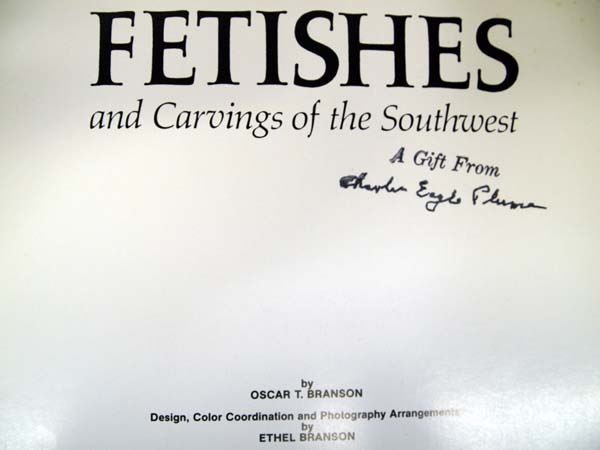 FETISHES
and Carvings of the Southwest
A Gift From
Charles Eagle Plume
by
OSCAR T. BRANSON
Design, Color Coordination and Photography Arrangements
by
ETHEL BRANSON